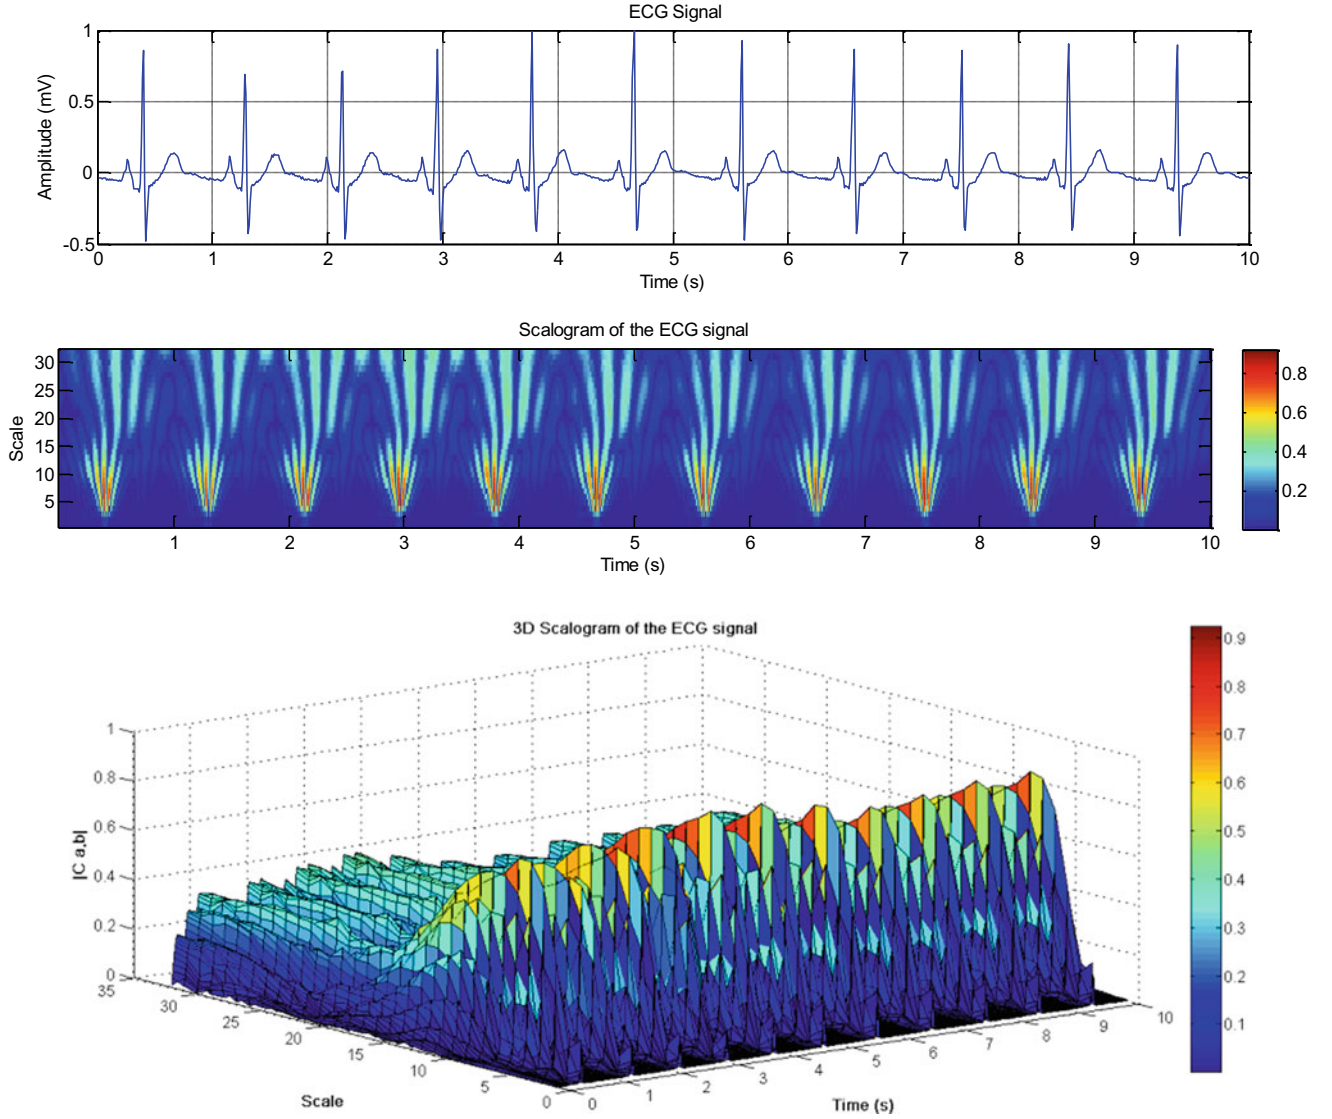 ECG Signal
1
0.5
0
-0.5
Amplitude (mV)
0 1 2 3 4 5 6 7 8 9 10
Time (s)
Scalogram of the ECG signal
30
25
20
15
10
5
Scale
1 2 3 4 5 6 7 8 9 10
Time (s)
0.8
0.6
0.4
0.2
3D Scalogram of the ECG signal
1
0.8
0.6
0.4
0.2
0
|C a,b|
35 30 25 20 15 10 5 0
Scale
0 1 2 3 4 5 6 7 8 9 10
Time (s)
0.9
0.8
0.7
0.6
0.5
0.4
0.3
0.2
0.1